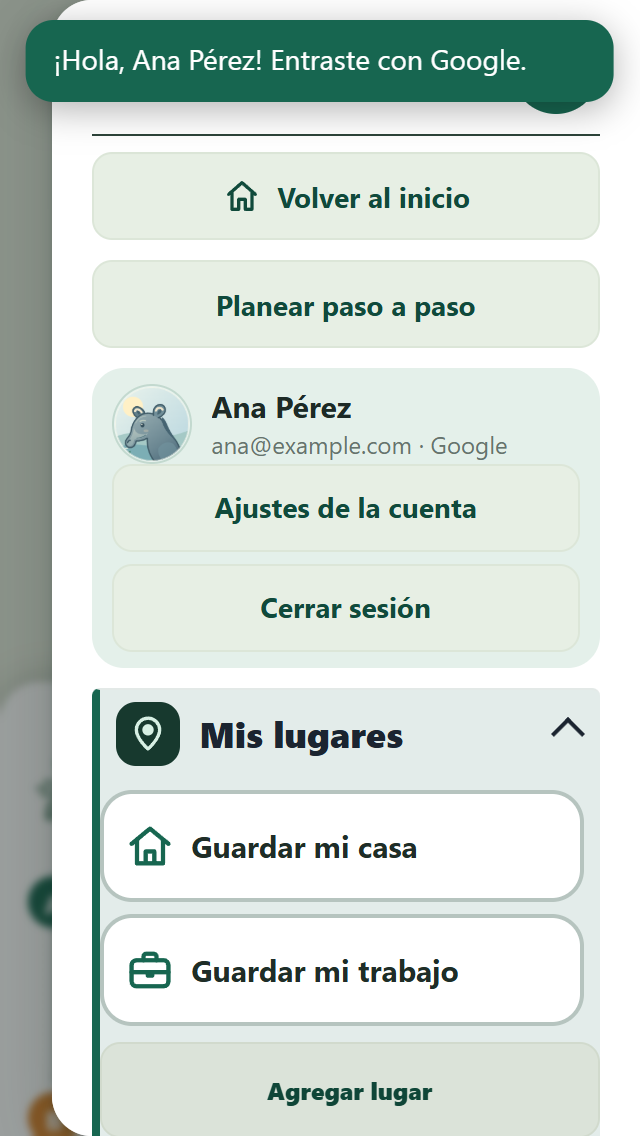 ¡Hola, Ana Pérez! Entraste con Google.
Volver al inicio
Planear paso a paso
Ana Pérez
ana@example.com · Google
Ajustes de la cuenta
Cerrar sesión
Mis lugares
Guardar mi casa
Guardar mi trabajo
Agregar lugar